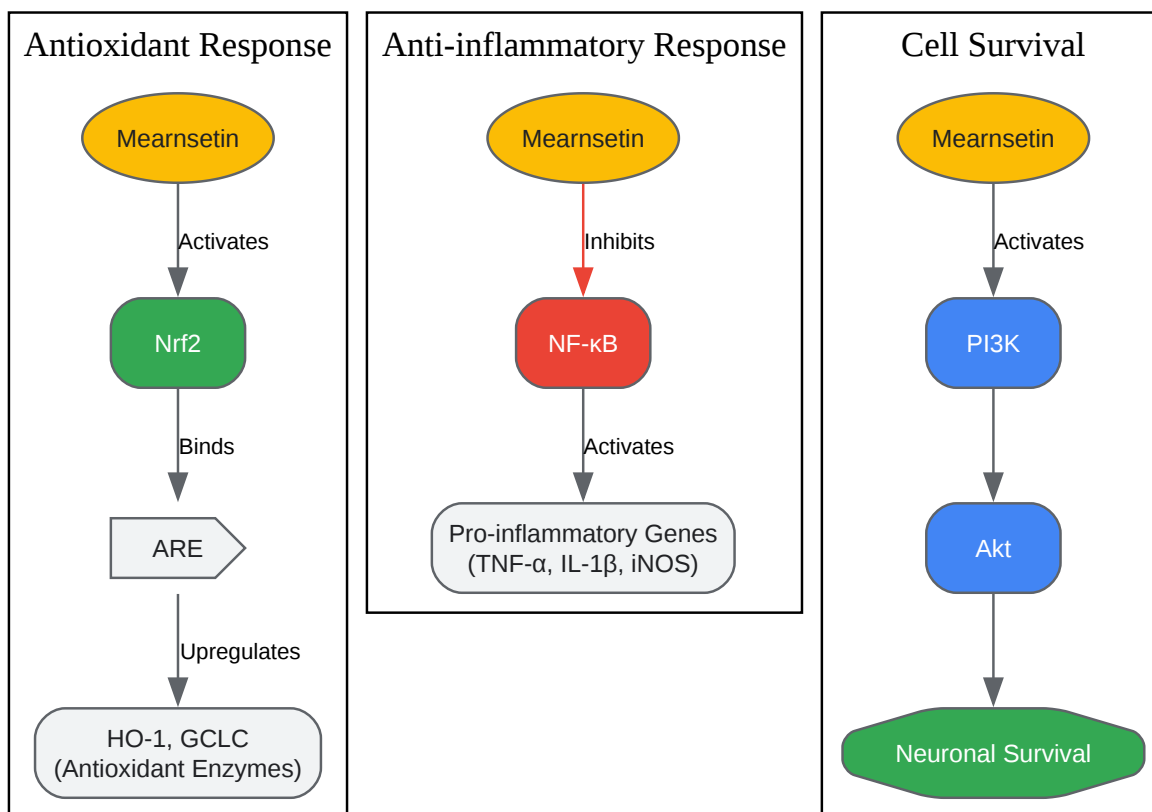 Antioxidant Response
Mearnsetin
Activates
Nrf2
Binds
ARE
Upregulates
HO-1, GCLC
(Antioxidant Enzymes)
Anti-inflammatory Response
Mearnsetin
Inhibits
NF-κB
Activates
Pro-inflammatory Genes
(TNF-α, IL-1β, iNOS)
Cell Survival
Mearnsetin
Activates
PI3K
Akt
Neuronal Survival